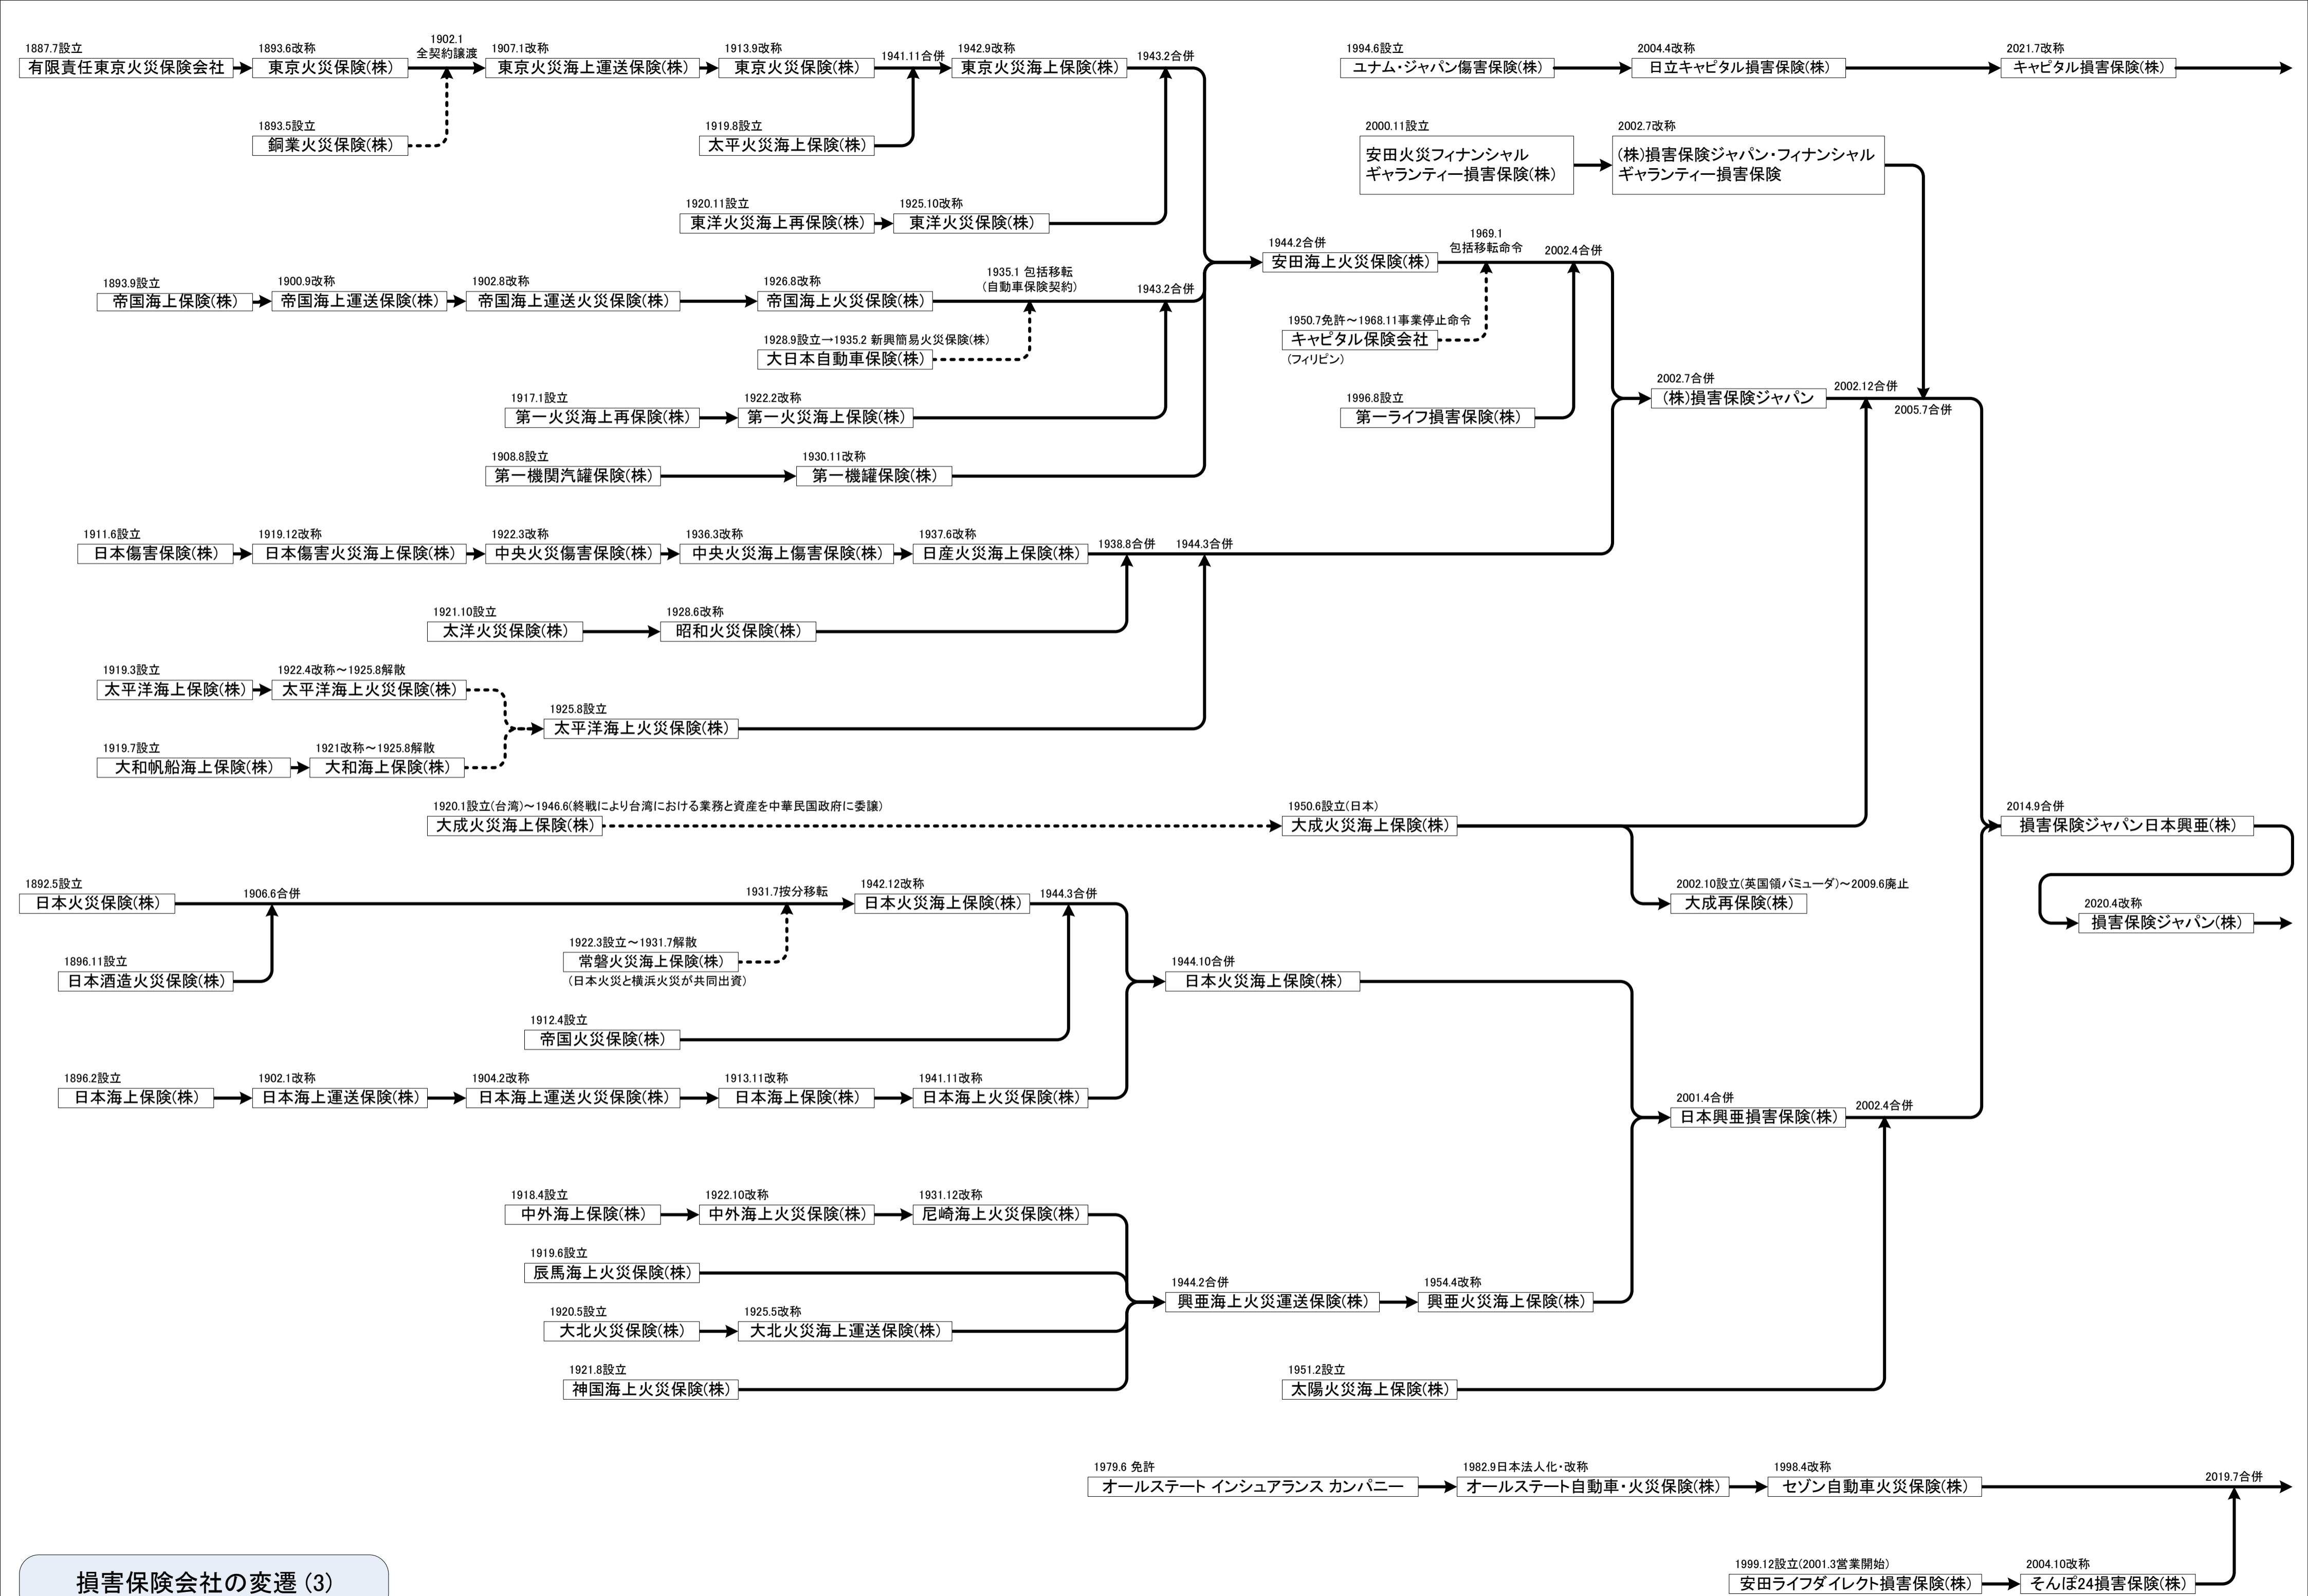 1887.7設立
有限責任東京火災保険会社
1893.6改称
東京火災保険(株)
1902.1
全契約譲渡
1907.1改称
東京火災海上運送保険(株)
1913.9改称
東京火災保険(株)
1941.11合併
1942.9改称
東京火災海上保険(株)
1943.2合併
1893.5設立
銅業火災保険(株)
1919.8設立
太平火災海上保険(株)
1920.11設立
東洋火災海上再保険(株)
1925.10改称
東洋火災保険(株)
1994.6設立
ユナム・ジャパン傷害保険(株)
2004.4改称
日立キャピタル損害保険(株)
2021.7改称
キャピタル損害保険(株)
2000.11設立
安田火災フィナンシャル
ギャランティー損害保険(株)
2002.7改称
(株)損害保険ジャパン・フィナンシャル
ギャランティー損害保険
1893.9設立
帝国海上保険(株)
1900.9改称
帝国海上運送保険(株)
1902.8改称
帝国海上運送火災保険(株)
1926.8改称
帝国海上火災保険(株)
1935.1 包括移転
(自動車保険契約)
1943.2合併
1928.9設立→1935.2 新興簡易火災保険(株)
大日本自動車保険(株)
1917.1設立
第一火災海上再保険(株)
1922.2改称
第一火災海上保険(株)
1908.8設立
第一機関汽罐保険(株)
1930.11改称
第一機罐保険(株)
1944.2合併
安田海上火災保険(株)
1969.1
包括移転命令
2002.4合併
1950.7免許～1968.11事業停止命令
キャピタル保険会社
(フィリピン)
1996.8設立
第一ライフ損害保険(株)
2002.7合併
(株)損害保険ジャパン
2002.12合併
2005.7合併
1911.6設立
日本傷害保険(株)
1919.12改称
日本傷害火災海上保険(株)
1922.3改称
中央火災傷害保険(株)
1936.3改称
中央火災海上傷害保険(株)
1937.6改称
日産火災海上保険(株)
1938.8合併
1944.3合併
1921.10設立
太洋火災保険(株)
1928.6改称
昭和火災保険(株)
1919.3設立
太平洋海上保険(株)
1922.4改称～1925.8解散
太平洋海上火災保険(株)
1925.8設立
太平洋海上火災保険(株)
1919.7設立
大和帆船海上保険(株)
1921改称～1925.8解散
大和海上保険(株)
1920.1設立(台湾)～1946.6(終戦により台湾における業務と資産を中華民国政府に委譲)
大成火災海上保険(株)
1950.6設立(日本)
大成火災海上保険(株)
2002.10設立(英国領バミューダ)～2009.6廃止
大成再保険(株)
2014.9合併
損害保険ジャパン日本興亜(株)
2020.4改称
損害保険ジャパン(株)
1892.5設立
日本火災保険(株)
1906.6合併
1931.7按分移転
1942.12改称
日本火災海上保険(株)
1944.3合併
1896.11設立
日本酒造火災保険(株)
1922.3設立～1931.7解散
常磐火災海上保険(株)
(日本火災と横浜火災が共同出資)
1912.4設立
帝国火災保険(株)
1944.10合併
日本火災海上保険(株)
1896.2設立
日本海上保険(株)
1902.1改称
日本海上運送保険(株)
1904.2改称
日本海上運送火災保険(株)
1913.11改称
日本海上保険(株)
1941.11改称
日本海上火災保険(株)
2001.4合併
日本興亜損害保険(株)
2002.4合併
1918.4設立
中外海上保険(株)
1922.10改称
中外海上火災保険(株)
1931.12改称
尼崎海上火災保険(株)
1919.6設立
辰馬海上火災保険(株)
1920.5設立
大北火災保険(株)
1925.5改称
大北火災海上運送保険(株)
1921.8設立
神国海上火災保険(株)
1944.2合併
興亜海上火災運送保険(株)
1954.4改称
興亜火災海上保険(株)
1951.2設立
太陽火災海上保険(株)
1979.6 免許
オールステート インシュアランス カンパニー
1982.9日本法人化・改称
オールステート自動車・火災保険(株)
1998.4改称
セゾン自動車火災保険(株)
2019.7合併
1999.12設立(2001.3営業開始)
安田ライフダイレクト損害保険(株)
2004.10改称
そんぽ24損害保険(株)
損害保険会社の変遷(3)